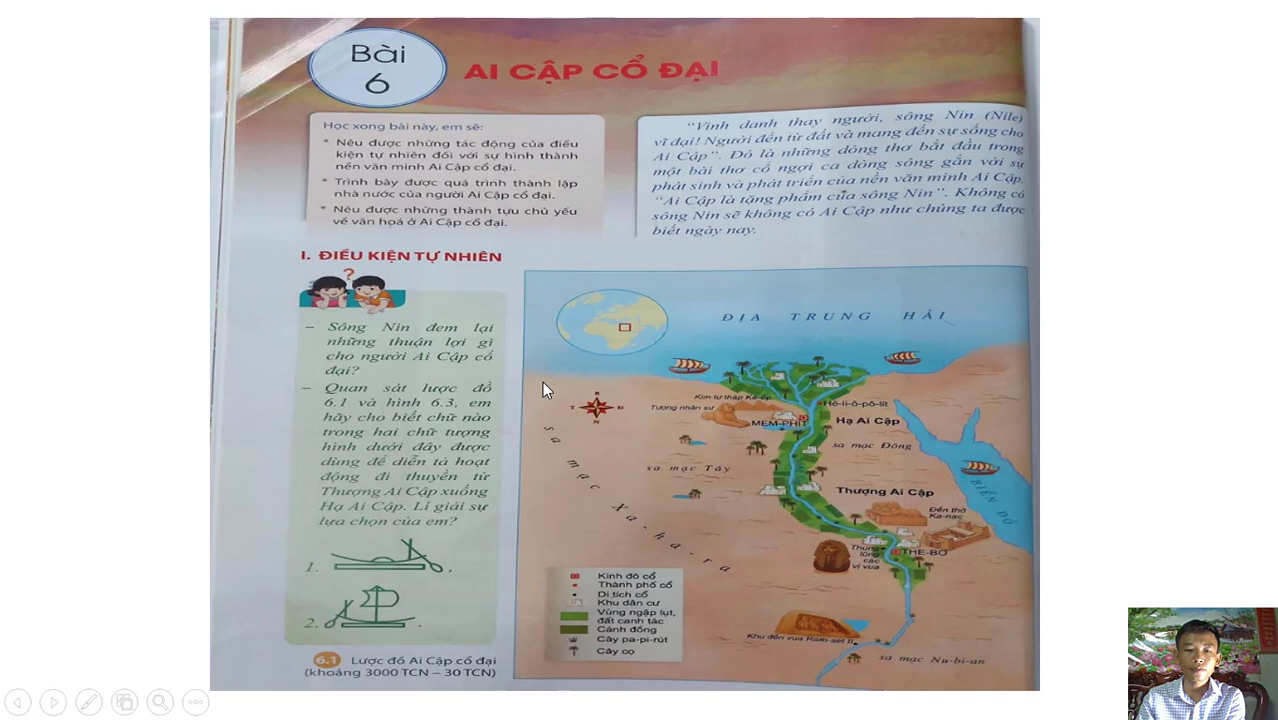 Bài
6
AI CẬP CỔ ĐẠI
Học xong bài này, em sẽ:
* Nêu được những tác động của điều
kiện tự nhiên đối với sự hình thành
nền văn minh Ai Cập cổ đại.
* Trình bày được quá trình thành lập
nhà nước của người Ai Cập cổ đại.
* Nêu được những thành tựu chủ yếu
về văn hoá ở Ai Cập cổ đại.
"Vinh danh thay người, sông Nin (Nile)
vĩ đại! Người đến từ đất và mang đến sự sống cho
Ai Cập". Đó là những dòng thơ bắt đầu trong
một bài thơ cổ ngợi ca dòng sông gắn với sự
phát sinh và phát triển của nền văn minh Ai Cập.
"Ai Cập là tặng phẩm của sông Nin". Không có
sông Nin sẽ không có Ai Cập như chúng ta được
biết ngày nay.
I. ĐIỀU KIỆN TỰ NHIÊN
?
– Sông Nin đem lại
những thuận lợi gì
cho người Ai Cập cổ
đại?
– Quan sát lược đồ
6.1 và hình 6.3, em
hãy cho biết chữ nào
trong hai chữ tượng
hình dưới đây được
dùng để diễn tả hoạt
động đi thuyền từ
Thượng Ai Cập xuống
Hạ Ai Cập. Lí giải sự
lựa chọn của em?
1. .
2. .
6.1 Lược đồ Ai Cập cổ đại
(khoảng 3000 TCN – 30 TCN)
ĐỊA TRUNG HẢI
Kim tự tháp Kê-ốp
Hê-li-ô-pô-lít
Tượng nhân sư
MEM-PHÍT
Hạ Ai Cập
B
T Đ
N
sa mạc Đông
sa mạc Tây
sa mạc Xa-ha-ra
Thượng Ai Cập
BIỂN ĐỎ
Đền thờ
Ka-nac
Thung
lũng
các
vị vua
THE-BƠ
Khu đền vua Ram-sét II
sa mạc Nu-bi-an
Kinh đô cổ
Thành phố cổ
Di tích cổ
Khu dân cư
Vùng ngập lụt,
đất canh tác
Cánh đồng
Cây pa-pi-rút
Cây cọ